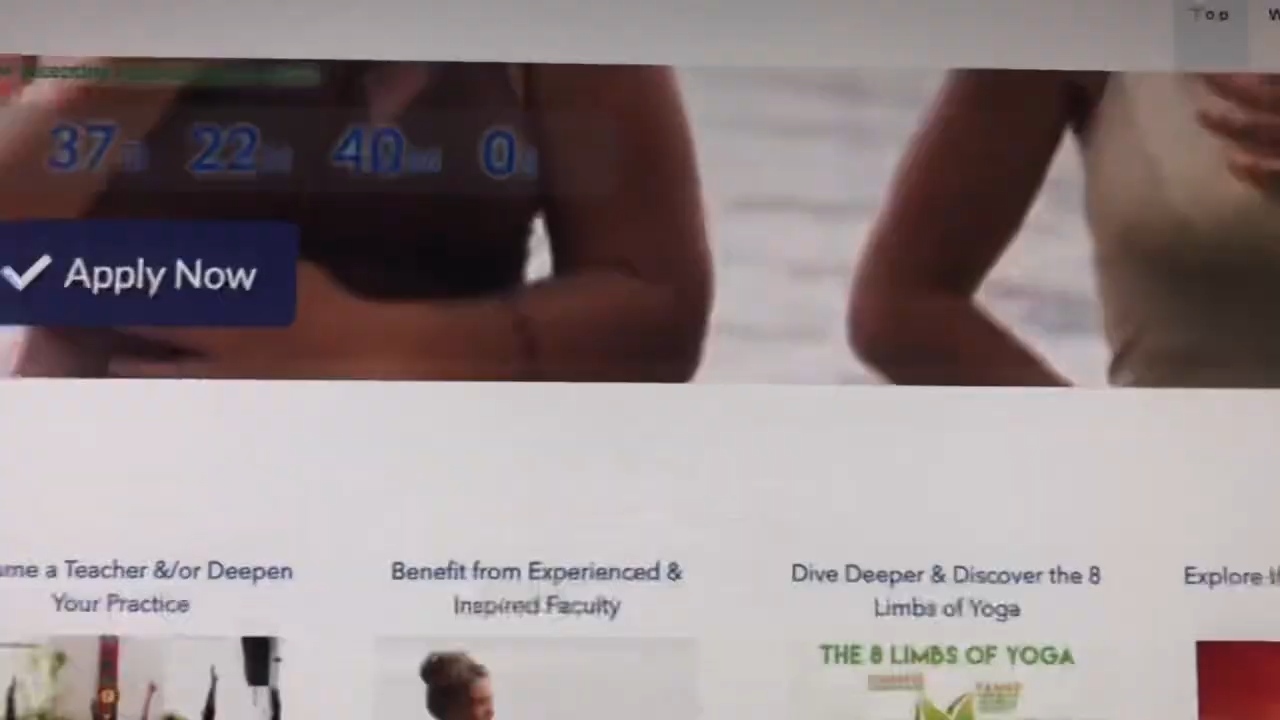 Top
37
22
40
0
Apply Now
me a Teacher &/or Deepen
Your Practice
Benefit from Experienced &
Inspired Faculty
Dive Deeper & Discover the 8
Limbs of Yoga
Explore
THE 8 LIMBS OF YOGA